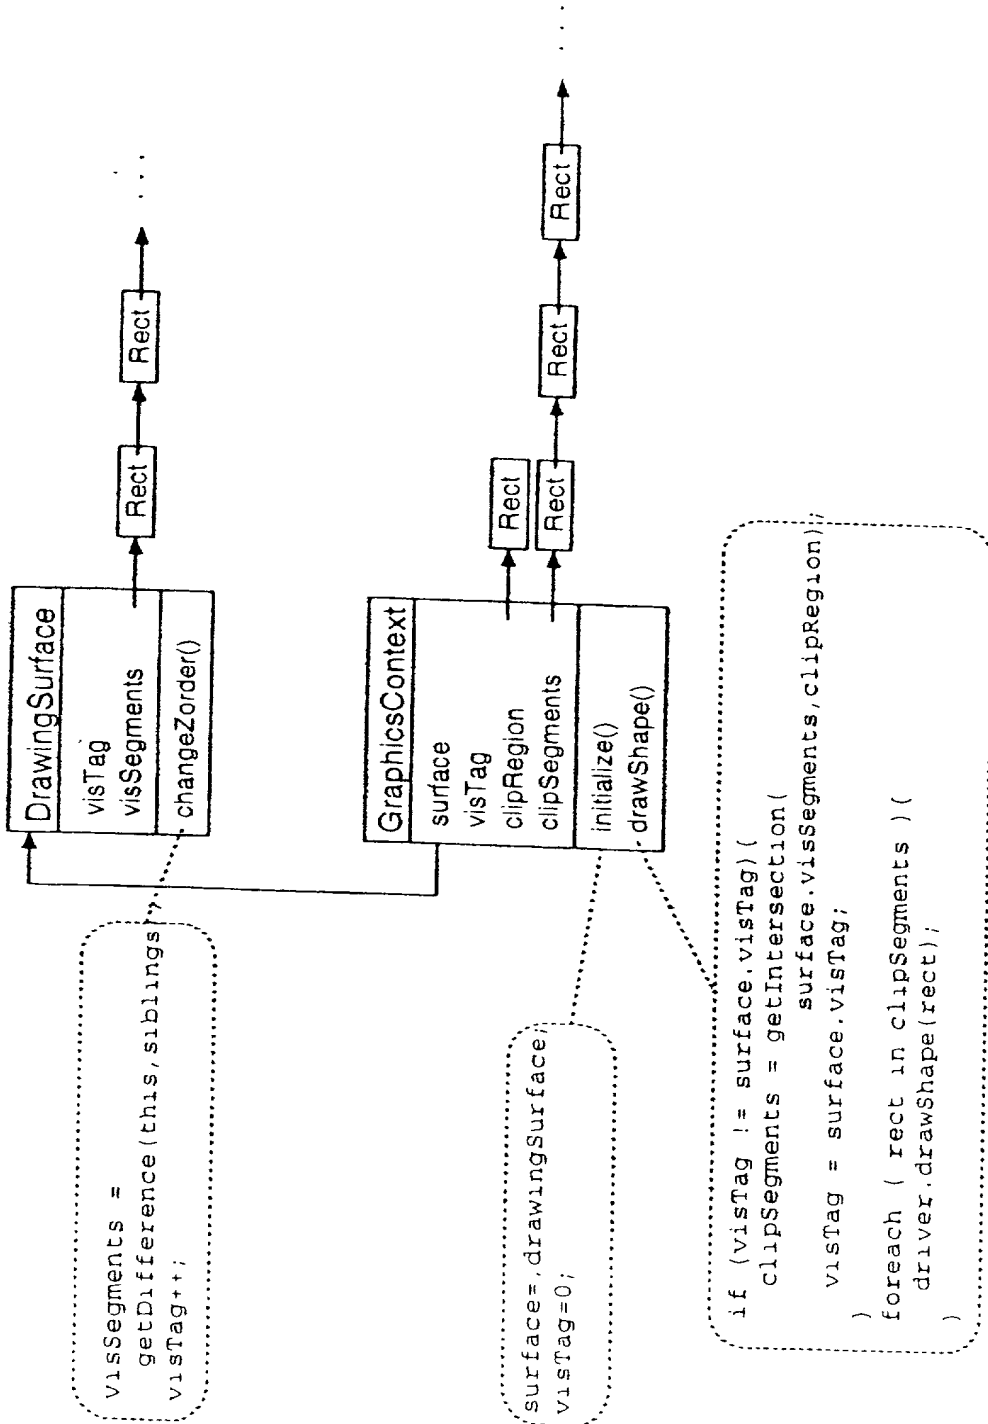 DrawingSurface
visTag
visSegments
changeZorder()
Rect
Rect
. . .
visSegments =
getDifference(this,siblings);
visTag++;
GraphicsContext
surface
visTag
clipRegion
clipSegments
initialize()
drawShape()
Rect
Rect
Rect
Rect
. . .
surface=.drawingSurface;
visTag=0;
if (visTag != surface.visTag)(
clipSegments = getIntersection(
surface.visSegments,clipRegion);
visTag = surface.visTag;
)
foreach ( rect in clipSegments )(
driver.drawShape(rect);
)